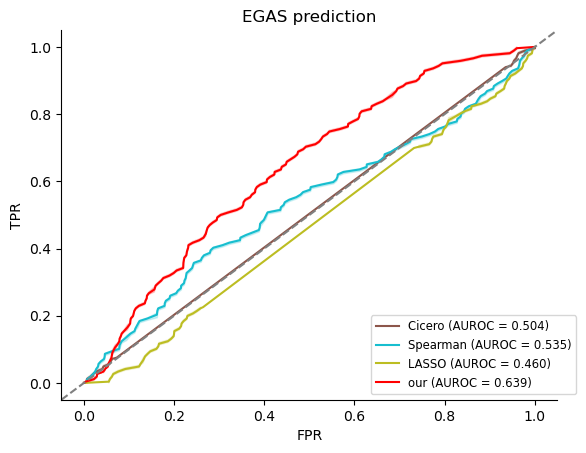 EGAS prediction
TPR
1.0
0.8
0.6
0.4
0.2
0.0
Cicero (AUROC = 0.504)
Spearman (AUROC = 0.535)
LASSO (AUROC = 0.460)
our (AUROC = 0.639)
0.0 0.2 0.4 0.6 0.8 1.0
FPR